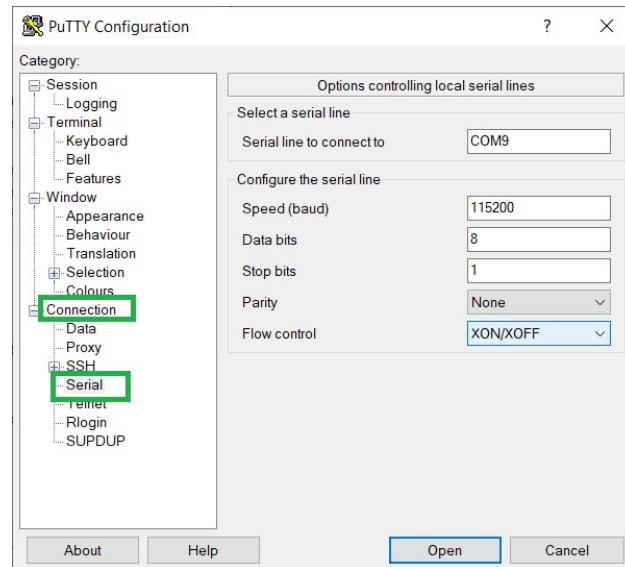 PuTTY Configuration
Category:
Session
Logging
Terminal
Keyboard
Bell
Features
Window
Appearance
Behaviour
Translation
Selection
Colours
Connection
Data
Proxy
SSH
Serial
Telnet
Rlogin
SUPDUP
Options controlling local serial lines
Select a serial line
Serial line to connect to COM9
Configure the serial line
Speed (baud) 115200
Data bits 8
Stop bits 1
Parity None
Flow control XON/XOFF
About Help Open Cancel